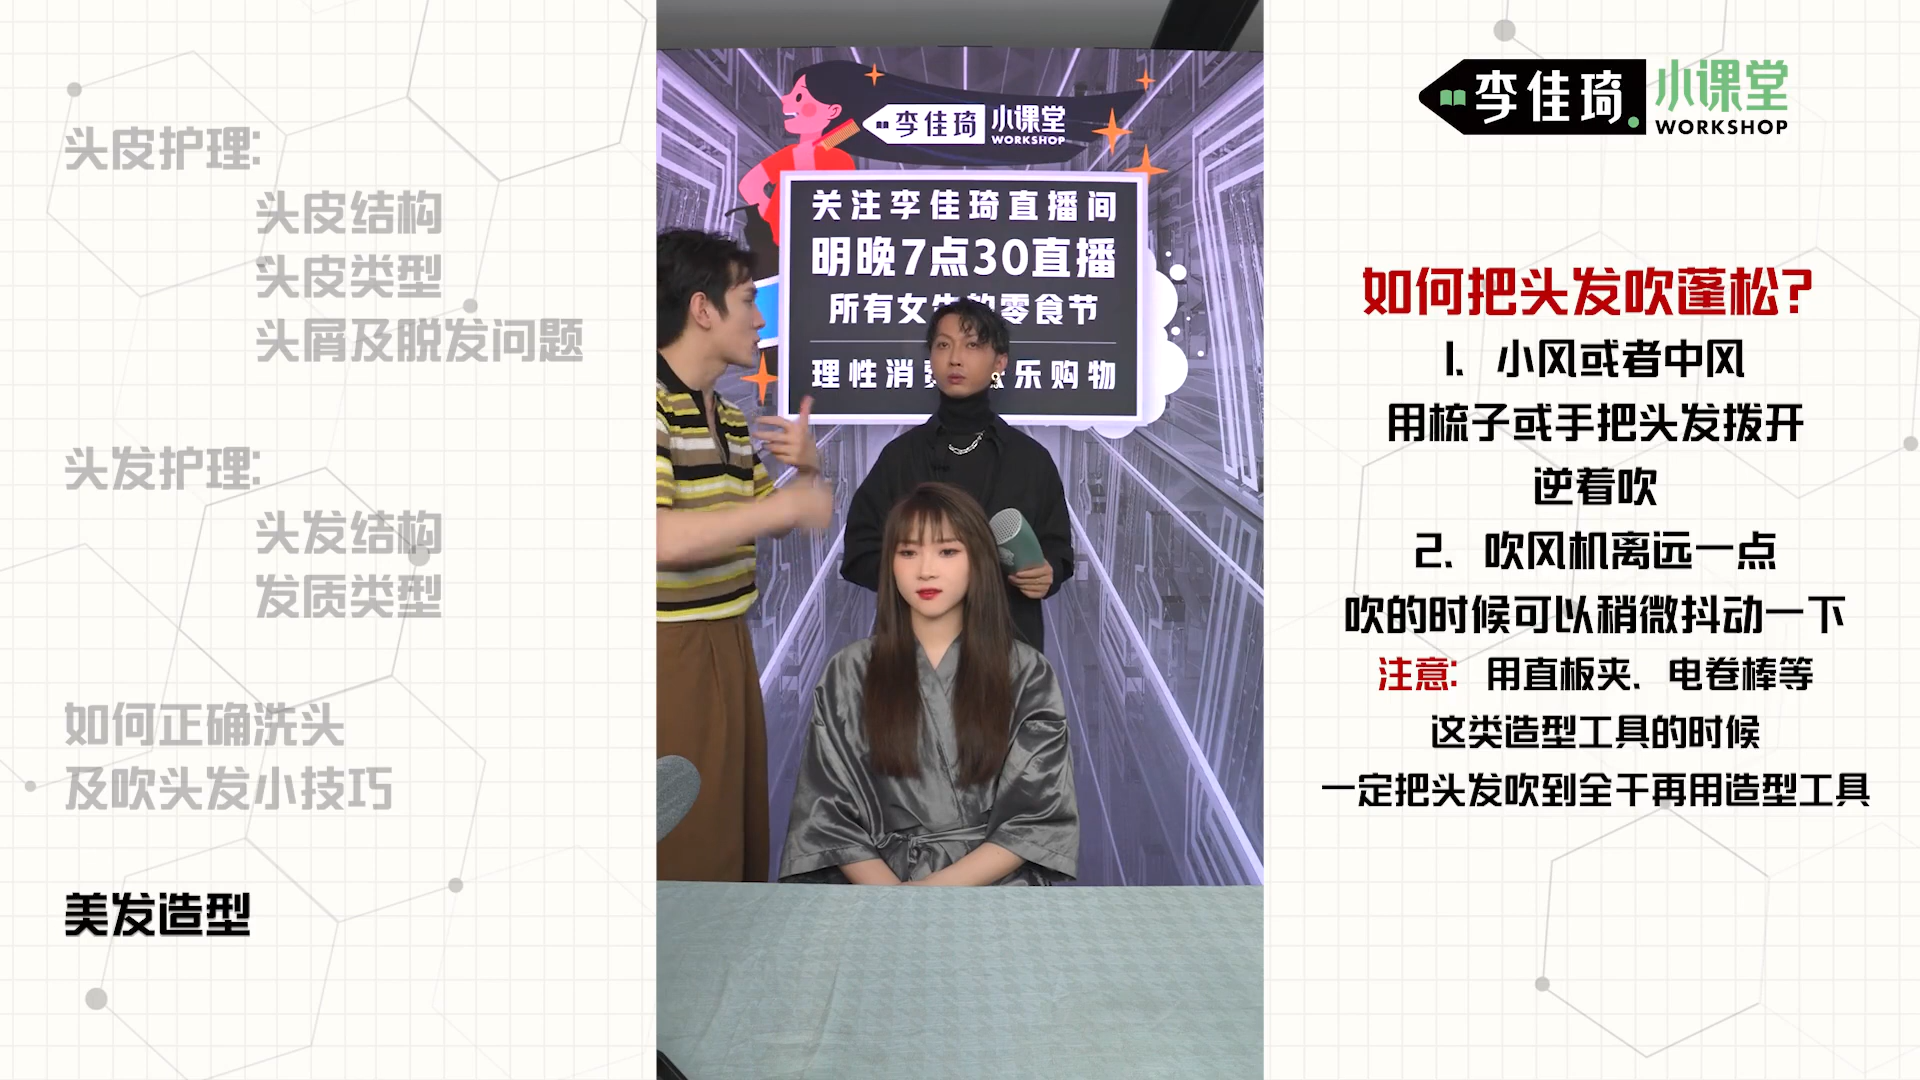 头皮护理:
头皮结构
头皮类型
头屑及脱发问题
头发护理:
头发结构
发质类型
如何正确洗头
及吹头发小技巧
美发造型
李佳琦 小课堂
WORKSHOP
关注李佳琦直播间
明晚7点30直播
所有女 零食节
理性消 乐购物
李佳琦 小课堂
WORKSHOP
如何把头发吹蓬松?
1. 小风或者中风
用梳子或手把头发拨开
逆着吹
2. 吹风机离远一点
吹的时候可以稍微抖动一下
注意: 用直板夹、电卷棒等
这类造型工具的时候
一定把头发吹到全干再用造型工具